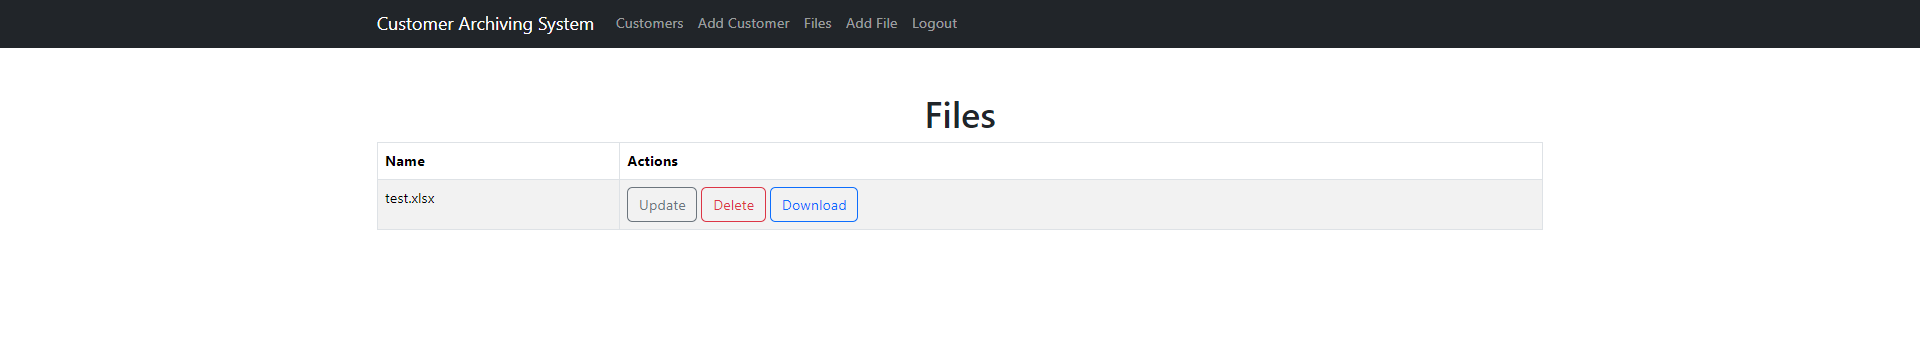 Customer Archiving System Customers Add Customer Files Add File Logout
Files
Name Actions
test.xlsx Update Delete Download